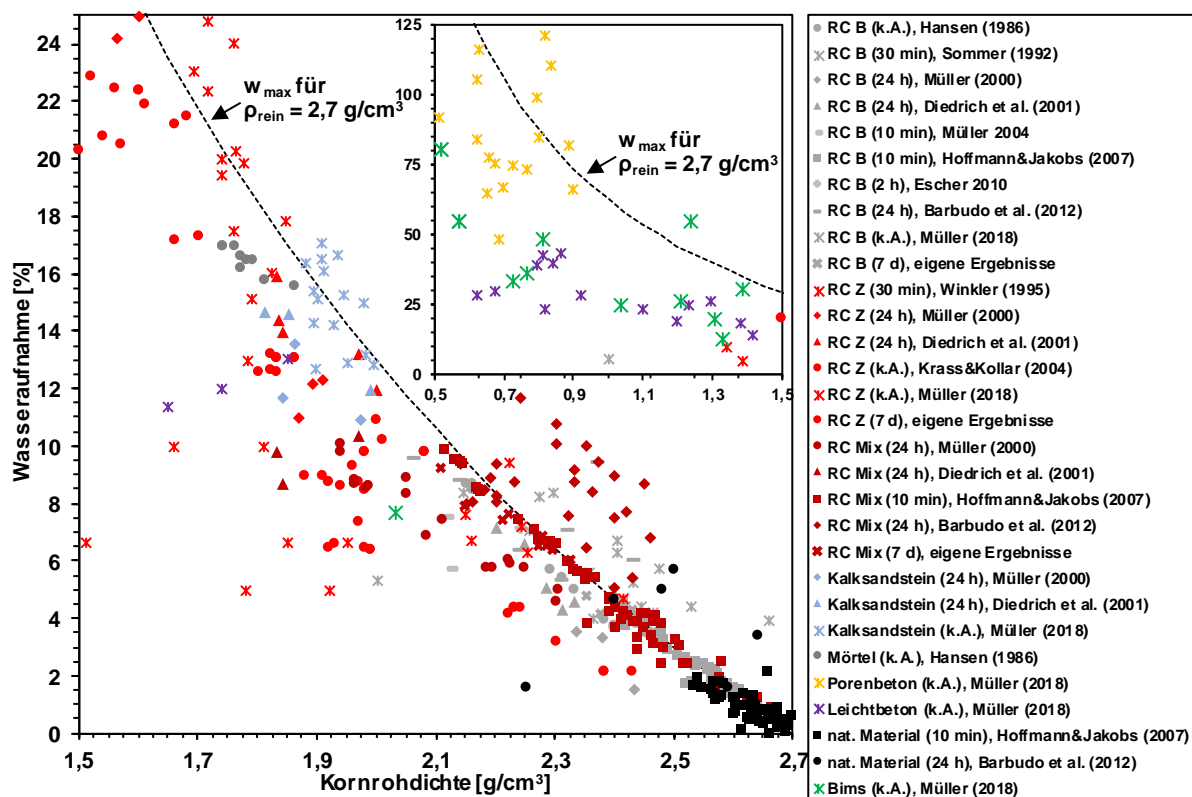 24
22
20
18
16
14
12
10
8
6
4
2
0
Wasseraufnahme [%]
1,5
1,7
1,9
2,1
2,3
2,5
2,7
Kornrohdichte [g/cm³]
w max für
ρrein = 2,7 g/cm³
125
100
75
50
25
0
0,5
0,7
0,9
1,1
1,3
1,5
w max für
ρrein = 2,7 g/cm³
RC B (k.A.), Hansen (1986)
RC B (30 min), Sommer (1992)
RC B (24 h), Müller (2000)
RC B (24 h), Diedrich et al. (2001)
RC B (10 min), Müller 2004
RC B (10 min), Hoffmann&Jakobs (2007)
RC B (2 h), Escher 2010
RC B (24 h), Barbudo et al. (2012)
RC B (k.A.), Müller (2018)
RC B (7 d), eigene Ergebnisse
RC Z (30 min), Winkler (1995)
RC Z (24 h), Müller (2000)
RC Z (24 h), Diedrich et al. (2001)
RC Z (k.A.), Krass&Kollar (2004)
RC Z (k.A.), Müller (2018)
RC Z (7 d), eigene Ergebnisse
RC Mix (24 h), Müller (2000)
RC Mix (24 h), Diedrich et al. (2001)
RC Mix (10 min), Hoffmann&Jakobs (2007)
RC Mix (24 h), Barbudo et al. (2012)
RC Mix (7 d), eigene Ergebnisse
Kalksandstein (24 h), Müller (2000)
Kalksandstein (24 h), Diedrich et al. (2001)
Kalksandstein (k.A.), Müller (2018)
Mörtel (k.A.), Hansen (1986)
Porenbeton (k.A.), Müller (2018)
Leichtbeton (k.A.), Müller (2018)
nat. Material (10 min), Hoffmann&Jakobs (2007)
nat. Material (24 h), Barbudo et al. (2012)
Bims (k.A.), Müller (2018)